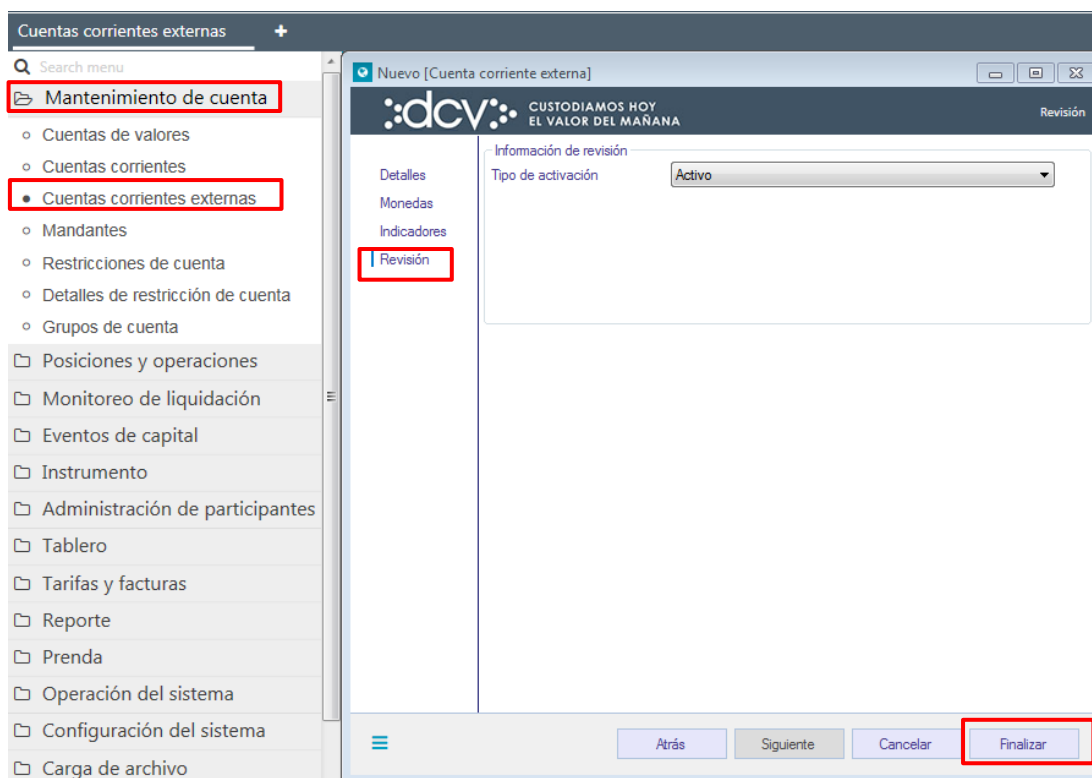 Cuentas corrientes externas +
Search menu
Mantenimiento de cuenta
Cuentas de valores
Cuentas corrientes
Cuentas corrientes externas
Mandantes
Restricciones de cuenta
Detalles de restricción de cuenta
Grupos de cuenta
Posiciones y operaciones
Monitoreo de liquidación
Eventos de capital
Instrumento
Administración de participantes
Tablero
Tarifas y facturas
Reporte
Prenda
Operación del sistema
Configuración del sistema
Carga de archivo
Nuevo [Cuenta corriente externa]
dcv
CUSTODIAMOS HOY
EL VALOR DEL MAÑANA
Revisión
Detalles
Monedas
Indicadores
Revisión
Información de revisión
Tipo de activación Activo
Atrás Siguiente Cancelar Finalizar